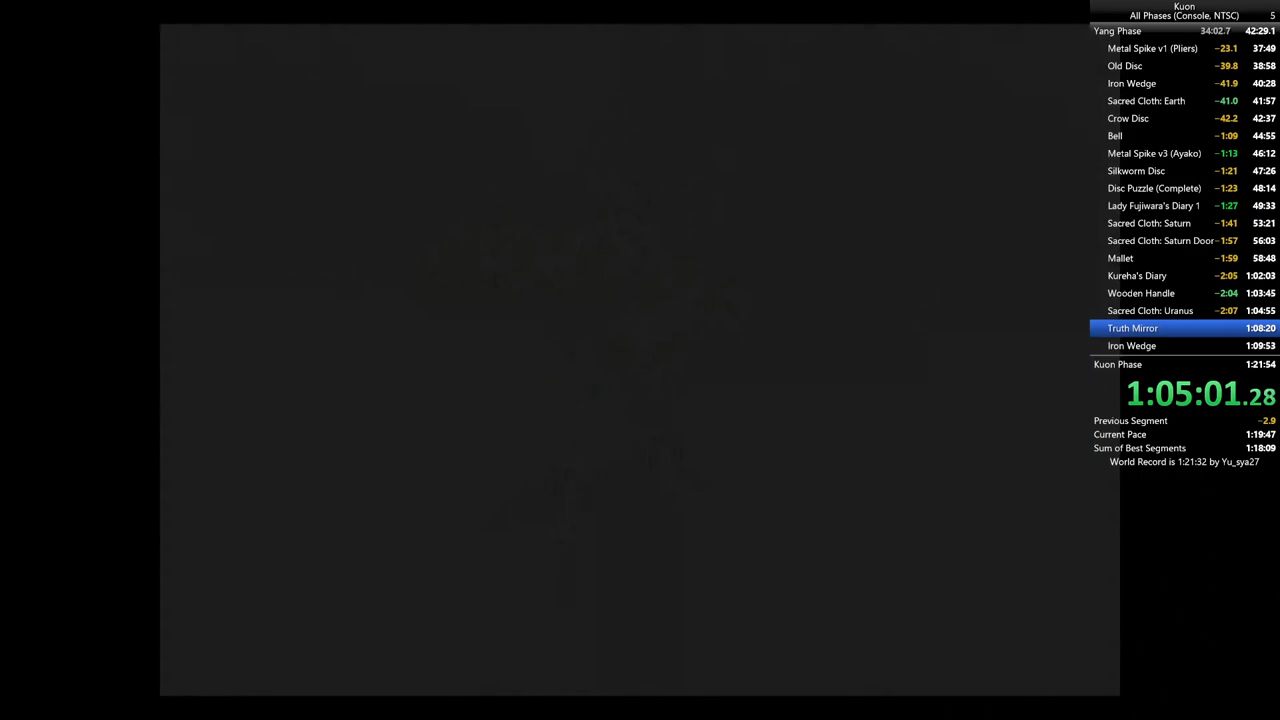 Kuon
All Phases (Console, NTSC) 5
Yang Phase 34:02.7 42:29.1
Metal Spike v1 (Pliers) −23.1 37:49
Old Disc −39.8 38:58
Iron Wedge −41.9 40:28
Sacred Cloth: Earth −41.0 41:57
Crow Disc −42.2 42:37
Bell −1:09 44:55
Metal Spike v3 (Ayako) −1:13 46:12
Silkworm Disc −1:21 47:26
Disc Puzzle (Complete) −1:23 48:14
Lady Fujiwara's Diary 1 −1:27 49:33
Sacred Cloth: Saturn −1:41 53:21
Sacred Cloth: Saturn Door −1:57 56:03
Mallet −1:59 58:48
Kureha's Diary −2:05 1:02:03
Wooden Handle −2:04 1:03:45
Sacred Cloth: Uranus −2:07 1:04:55
Truth Mirror 1:08:20
Iron Wedge 1:09:53
Kuon Phase 1:21:54
1:05:01.28
Previous Segment −2.9
Current Pace 1:19:47
Sum of Best Segments 1:18:09
World Record is 1:21:32 by Yu_sya27